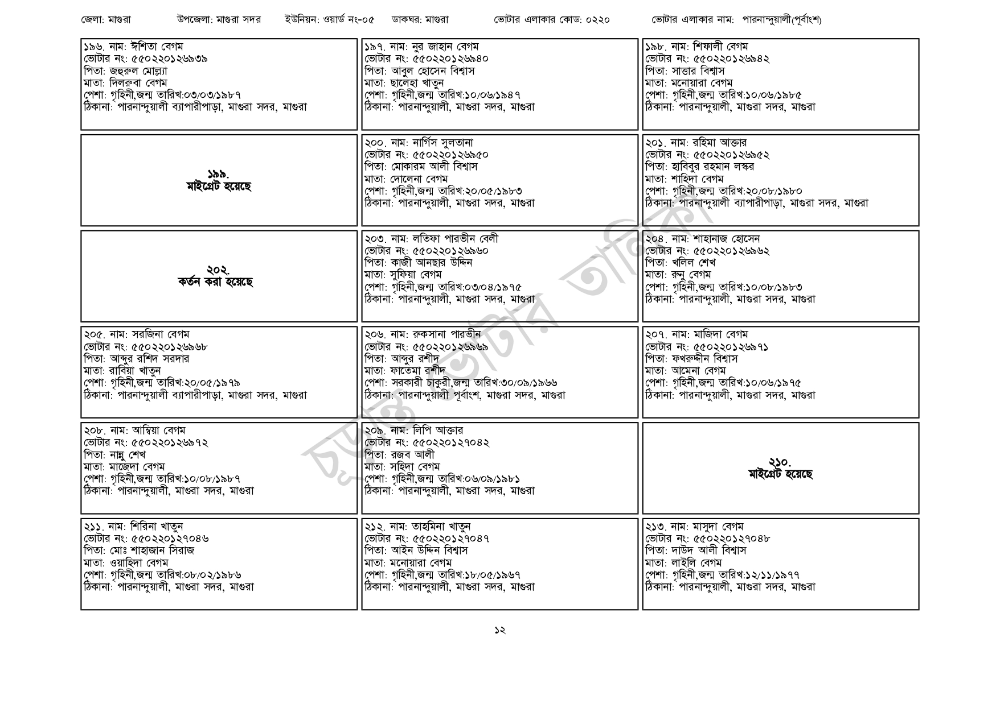 জেলা: মাগুরা উপজেলা: মাগুরা সদর ইউনিয়ন: ওয়ার্ড নং-০৫ ডাকঘর: মাগুরা ভোটার এলাকার কোড: ০২২০ ভোটার এলাকার নাম: পারনান্দুয়ালী(পূর্বাংশ)
১৯৬. নাম: ঈশিতা বেগম
ভোটার নং: ৫৫০২২০১২৬৯৩৯
পিতা: জহুরুল মোল্ল্যা
মাতা: দিলরুবা বেগম
পেশা: গৃহিনী,জন্ম তারিখ:০৩/০৩/১৯৮৭
ঠিকানা: পারনান্দুয়ালী ব্যাপারীপাড়া, মাগুরা সদর, মাগুরা
১৯৭. নাম: নুর জাহান বেগম
ভোটার নং: ৫৫০২২০১২৬৯৪০
পিতা: আবুল হোসেন বিশ্বাস
মাতা: ছালেহা খাতুন
পেশা: গৃহিনী,জন্ম তারিখ:১০/০৬/১৯৪৭
ঠিকানা: পারনান্দুয়ালী, মাগুরা সদর, মাগুরা
১৯৮. নাম: শিফালী বেগম
ভোটার নং: ৫৫০২২০১২৬৯৪২
পিতা: সাত্তার বিশ্বাস
মাতা: মনোয়ারা বেগম
পেশা: গৃহিনী,জন্ম তারিখ:১০/০৬/১৯৮৫
ঠিকানা: পারনান্দুয়ালী, মাগুরা সদর, মাগুরা
১৯৯.
মাইগ্রেট হয়েছে
২০০. নাম: নার্গিস সুলতানা
ভোটার নং: ৫৫০২২০১২৬৯৫০
পিতা: মোকারম আলী বিশ্বাস
মাতা: দোলেনা বেগম
পেশা: গৃহিনী,জন্ম তারিখ:২০/০৫/১৯৮৩
ঠিকানা: পারনান্দুয়ালী, মাগুরা সদর, মাগুরা
২০১. নাম: রহিমা আক্তার
ভোটার নং: ৫৫০২২০১২৬৯৫২
পিতা: হাবিবুর রহমান লস্কর
মাতা: শাহিদা বেগম
পেশা: গৃহিনী,জন্ম তারিখ:২০/০৮/১৯৮০
ঠিকানা: পারনান্দুয়ালী ব্যাপারীপাড়া, মাগুরা সদর, মাগুরা
২০২.
কর্তন করা হয়েছে
২০৩. নাম: লতিফা পারভীন বেলী
ভোটার নং: ৫৫০২২০১২৬৯৬০
পিতা: কাজী আনছার উদ্দিন
মাতা: সুফিয়া বেগম
পেশা: গৃহিনী,জন্ম তারিখ:০৩/০৪/১৯৭৫
ঠিকানা: পারনান্দুয়ালী, মাগুরা সদর, মাগুরা
২০৪. নাম: শাহানাজ হোসেন
ভোটার নং: ৫৫০২২০১২৬৯৬২
পিতা: খলিল শেখ
মাতা: রুনু বেগম
পেশা: গৃহিনী,জন্ম তারিখ:১০/০৮/১৯৮৩
ঠিকানা: পারনান্দুয়ালী, মাগুরা সদর, মাগুরা
২০৫. নাম: সরজিনা বেগম
ভোটার নং: ৫৫০২২০১২৬৯৬৮
পিতা: আব্দুর রশিদ সরদার
মাতা: রাবিয়া খাতুন
পেশা: গৃহিনী,জন্ম তারিখ:২০/০৫/১৯৭৯
ঠিকানা: পারনান্দুয়ালী ব্যাপারীপাড়া, মাগুরা সদর, মাগুরা
২০৬. নাম: রুকসানা পারভীন
ভোটার নং: ৫৫০২২০১২৬৯৬৯
পিতা: আব্দুর রশীদ
মাতা: ফাতেমা রশীদ
পেশা: সরকারী চাকুরী,জন্ম তারিখ:৩০/০৯/১৯৬৬
ঠিকানা: পারনান্দুয়ালী পূর্বাংশ, মাগুরা সদর, মাগুরা
২০৭. নাম: মাজিদা বেগম
ভোটার নং: ৫৫০২২০১২৬৯৭১
পিতা: ফখরুদ্দীন বিশ্বাস
মাতা: আমেনা বেগম
পেশা: গৃহিনী,জন্ম তারিখ:১০/০৬/১৯৭৫
ঠিকানা: পারনান্দুয়ালী, মাগুরা সদর, মাগুরা
২০৮. নাম: আম্বিয়া বেগম
ভোটার নং: ৫৫০২২০১২৬৯৭২
পিতা: নান্নু শেখ
মাতা: মাজেদা বেগম
পেশা: গৃহিনী,জন্ম তারিখ:১০/০৮/১৯৮৭
ঠিকানা: পারনান্দুয়ালী, মাগুরা সদর, মাগুরা
২০৯. নাম: লিপি আক্তার
ভোটার নং: ৫৫০২২০১২৭০৪২
পিতা: রজব আলী
মাতা: সহিদা বেগম
পেশা: গৃহিনী,জন্ম তারিখ:০৬/০৯/১৯৮১
ঠিকানা: পারনান্দুয়ালী, মাগুরা সদর, মাগুরা
২১০.
মাইগ্রেট হয়েছে
২১১. নাম: শিরিনা খাতুন
ভোটার নং: ৫৫০২২০১২৭০৪৬
পিতা: মোঃ শাহাজান সিরাজ
মাতা: ওয়াহিদা বেগম
পেশা: গৃহিনী,জন্ম তারিখ:০৮/০২/১৯৮৬
ঠিকানা: পারনান্দুয়ালী, মাগুরা সদর, মাগুরা
২১২. নাম: তাহমিনা খাতুন
ভোটার নং: ৫৫০২২০১২৭০৪৭
পিতা: আইন উদ্দিন বিশ্বাস
মাতা: মনোয়ারা বেগম
পেশা: গৃহিনী,জন্ম তারিখ:১৮/০৫/১৯৬৭
ঠিকানা: পারনান্দুয়ালী, মাগুরা সদর, মাগুরা
২১৩. নাম: মাসুদা বেগম
ভোটার নং: ৫৫০২২০১২৭০৪৮
পিতা: দাউদ আলী বিশ্বাস
মাতা: লাইলি বেগম
পেশা: গৃহিনী,জন্ম তারিখ:১২/১১/১৯৭৭
ঠিকানা: পারনান্দুয়ালী, মাগুরা সদর, মাগুরা
চূড়ান্ত ভোটার তালিকা
১২